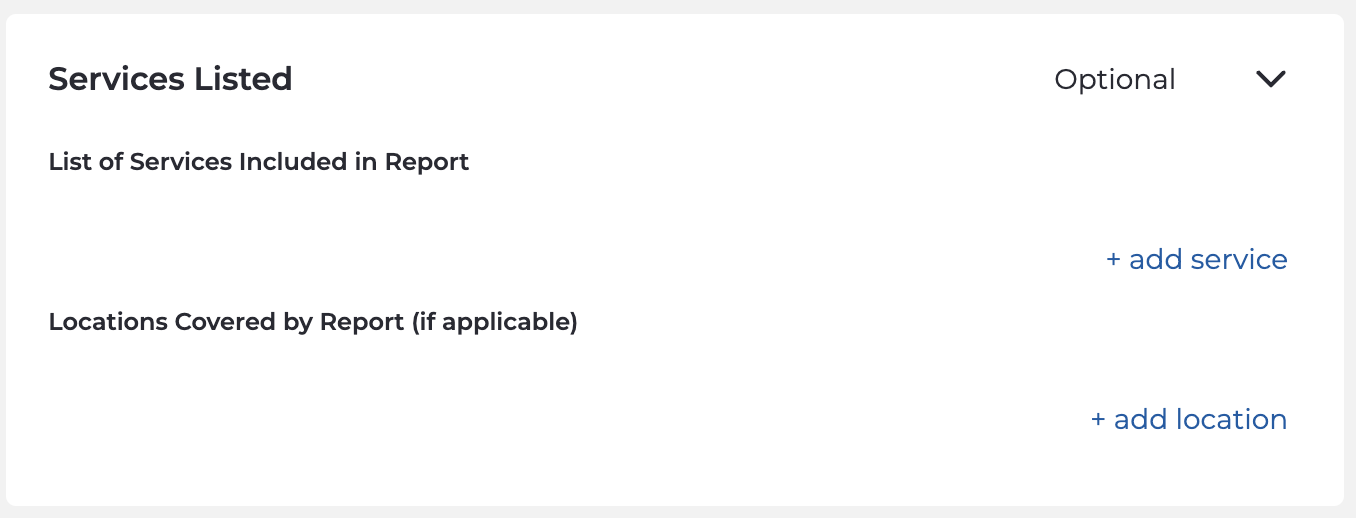 Services Listed
Optional
List of Services Included in Report
+ add service
Locations Covered by Report (if applicable)
+ add location